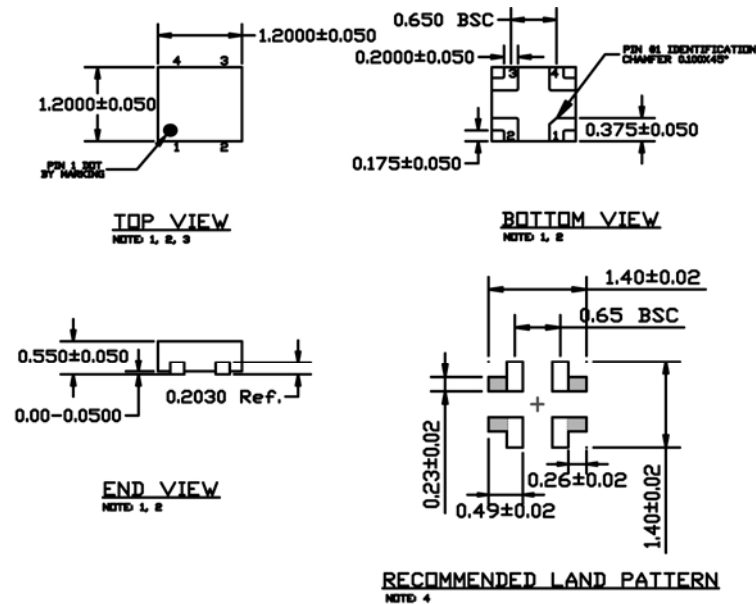 1.2000±0.050
4 3
1.2000±0.050
1 2
PIN 1 DOT
BY MARKING
TOP VIEW
NOTE: 1, 2, 3
0.650 BSC
0.2000±0.050
PIN #1 IDENTIFICATION
CHAMFER 0.100X45°
3 4
2 1
0.375±0.050
0.175±0.050
BOTTOM VIEW
NOTE: 1, 2
0.550±0.050
0.00-0.0500
0.2030 Ref.
END VIEW
NOTE: 1, 2
1.40±0.02
0.65 BSC
0.23±0.02
0.49±0.02
0.26±0.02
1.40±0.02
RECOMMENDED LAND PATTERN
NOTE: 4